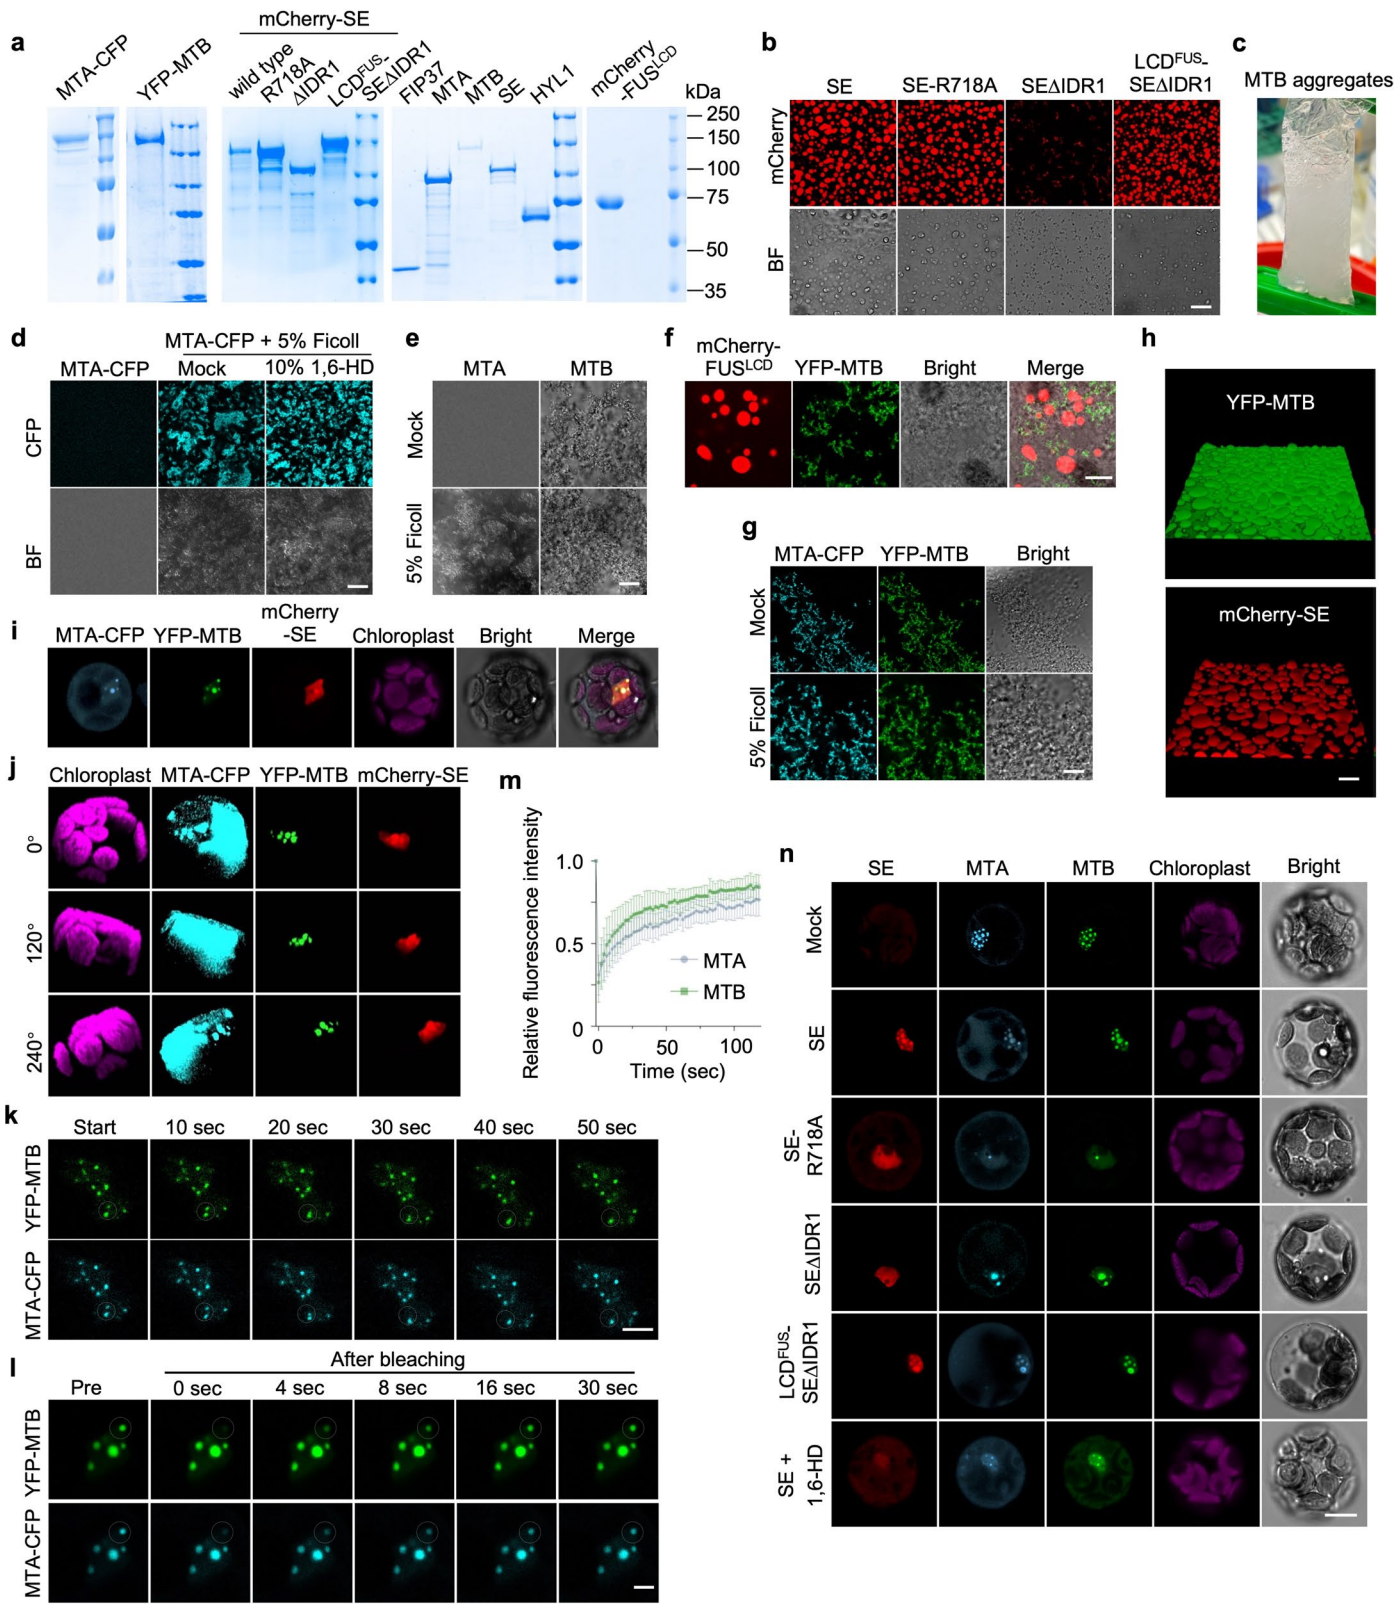 a
mCherry-SE
MTA-CFP
YFP-MTB
wild type
R718A
ΔIDR1
LCDFUS-
SEΔIDR1
FIP37
MTA
MTB
SE
HYL1
mCherry
-FUSLCD
kDa
250
150
100
75
50
35
b
SE
SE-R718A
SEΔIDR1
LCDFUS-
SEΔIDR1
mCherry
BF
c
MTB aggregates
d
MTA-CFP + 5% Ficoll
MTA-CFP Mock 10% 1,6-HD
CFP
BF
e
MTA MTB
Mock
5% Ficoll
f
mCherry-
FUSLCD YFP-MTB Bright Merge
g
MTA-CFP YFP-MTB Bright
Mock
5% Ficoll
h
YFP-MTB
mCherry-SE
i
MTA-CFP YFP-MTB mCherry
-SE Chloroplast Bright Merge
j
Chloroplast MTA-CFP YFP-MTB mCherry-SE
0°
120°
240°
k
Start 10 sec 20 sec 30 sec 40 sec 50 sec
YFP-MTB
MTA-CFP
l
After bleaching
Pre 0 sec 4 sec 8 sec 16 sec 30 sec
YFP-MTB
MTA-CFP
m
Relative fluorescence intensity
1.0
0.5
0
MTA
MTB
0 50 100
Time (sec)
n
SE MTA MTB Chloroplast Bright
Mock
SE
SE-
R718A
SEΔIDR1
LCDFUS-
SEΔIDR1
SE +
1,6-HD